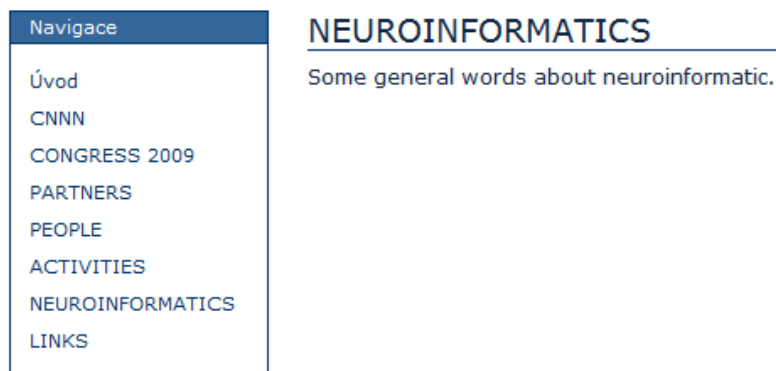 Navigace
Úvod
CNNN
CONGRESS 2009
PARTNERS
PEOPLE
ACTIVITIES
NEUROINFORMATICS
LINKS
NEUROINFORMATICS
Some general words about neuroinformatic.